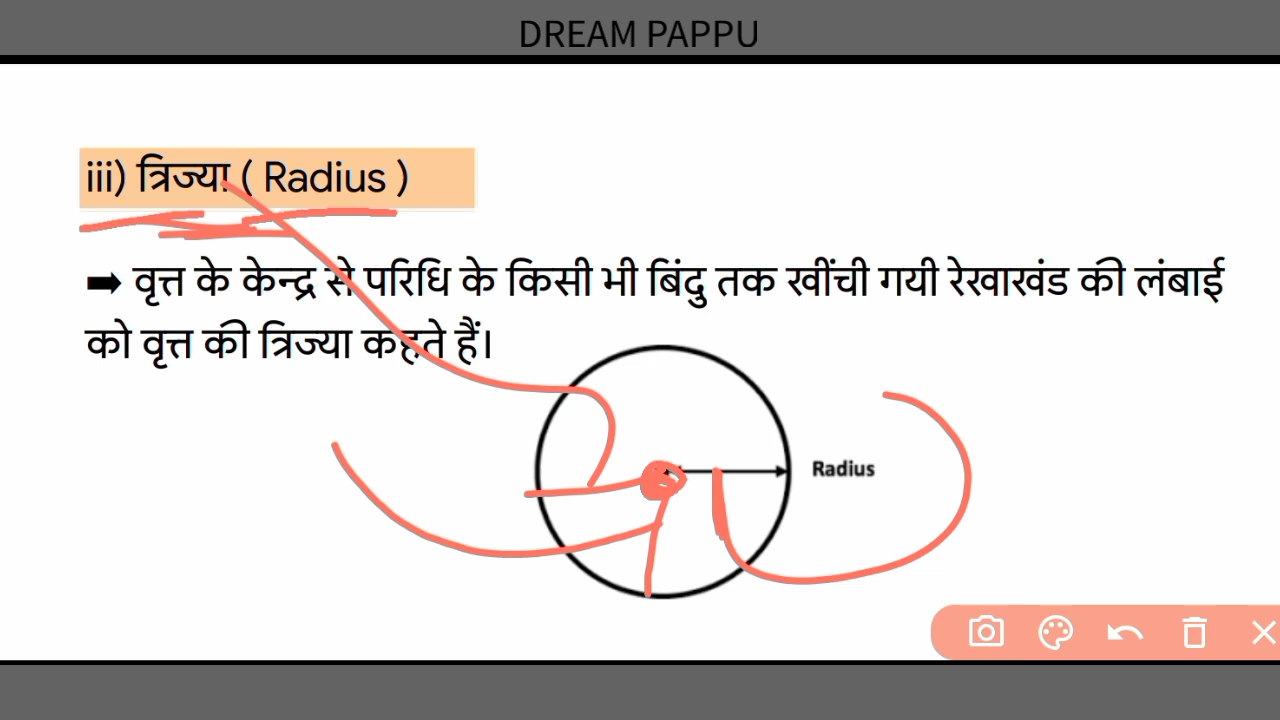 DREAM PAPPU
iii) त्रिज्या ( Radius )
➡ वृत्त के केन्द्र से परिधि के किसी भी बिंदु तक खींची गयी रेखाखंड की लंबाई
को वृत्त की त्रिज्या कहते हैं।
Radius